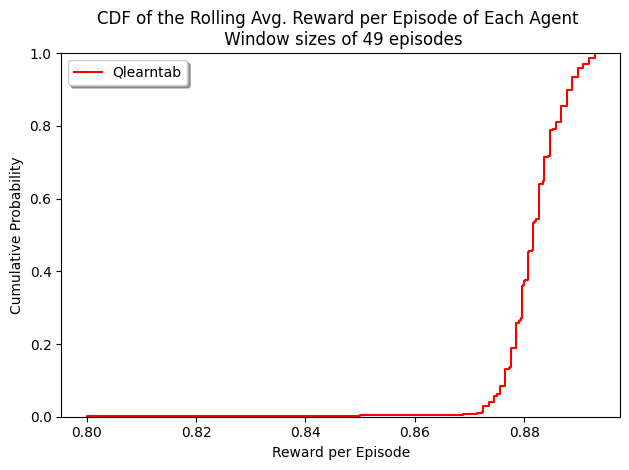 CDF of the Rolling Avg. Reward per Episode of Each Agent
Window sizes of 49 episodes
Qlearntab
1.0
0.8
0.6
0.4
0.2
0.0
Cumulative Probability
0.80
0.82
0.84
0.86
0.88
Reward per Episode